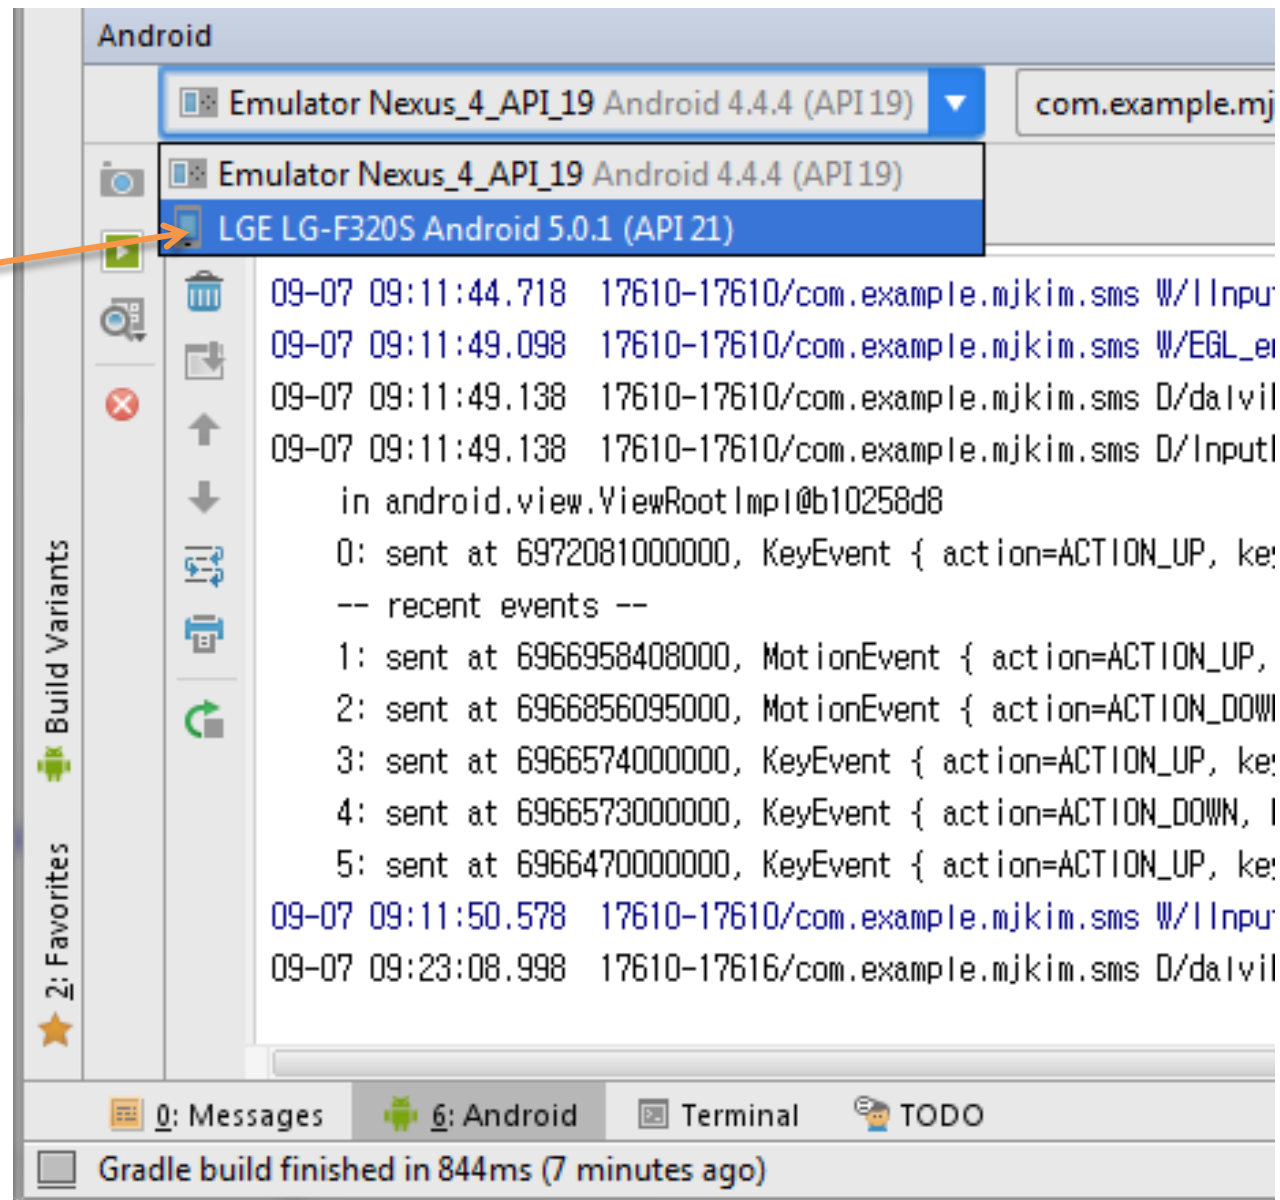 Android
Emulator Nexus_4_API_19 Android 4.4.4 (API 19)
com.example.mj
Emulator Nexus_4_API_19 Android 4.4.4 (API 19)
LGE LG-F320S Android 5.0.1 (API 21)
09-07 09:11:44.718 17610-17610/com.example.mjkim.sms W/IInpu
09-07 09:11:49.098 17610-17610/com.example.mjkim.sms W/EGL_e
09-07 09:11:49.138 17610-17610/com.example.mjkim.sms D/dalvi
09-07 09:11:49.138 17610-17610/com.example.mjkim.sms D/Input
in android.view.ViewRootImpl@b10258d8
0: sent at 6972081000000, KeyEvent { action=ACTION_UP, key
-- recent events --
1: sent at 6966958408000, MotionEvent { action=ACTION_UP,
2: sent at 6966856095000, MotionEvent { action=ACTION_DOWN
3: sent at 6966574000000, KeyEvent { action=ACTION_UP, key
4: sent at 6966573000000, KeyEvent { action=ACTION_DOWN,
5: sent at 6966470000000, KeyEvent { action=ACTION_UP, key
09-07 09:11:50.578 17610-17610/com.example.mjkim.sms W/IInpu
09-07 09:23:08.998 17610-17616/com.example.mjkim.sms D/dalvi
Build Variants
2: Favorites
0: Messages
6: Android
Terminal
TODO
Gradle build finished in 844ms (7 minutes ago)